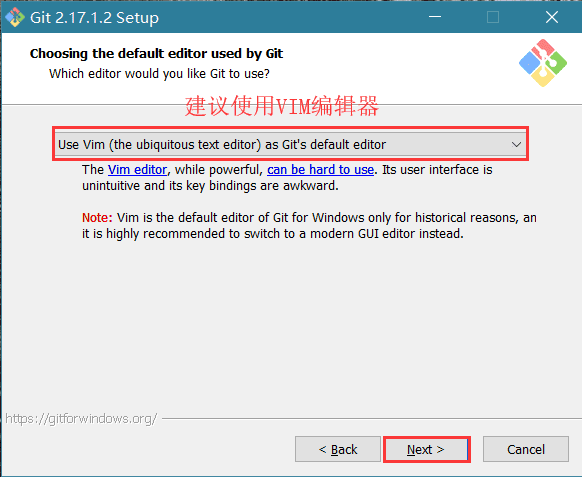 Git 2.17.1.2 Setup
Choosing the default editor used by Git
Which editor would you like Git to use?
建议使用VIM编辑器
Use Vim (the ubiquitous text editor) as Git's default editor
The Vim editor, while powerful, can be hard to use. Its user interface is
unintuitive and its key bindings are awkward.
Note: Vim is the default editor of Git for Windows only for historical reasons, an
it is highly recommended to switch to a modern GUI editor instead.
https://gitforwindows.org/
< Back
Next >
Cancel